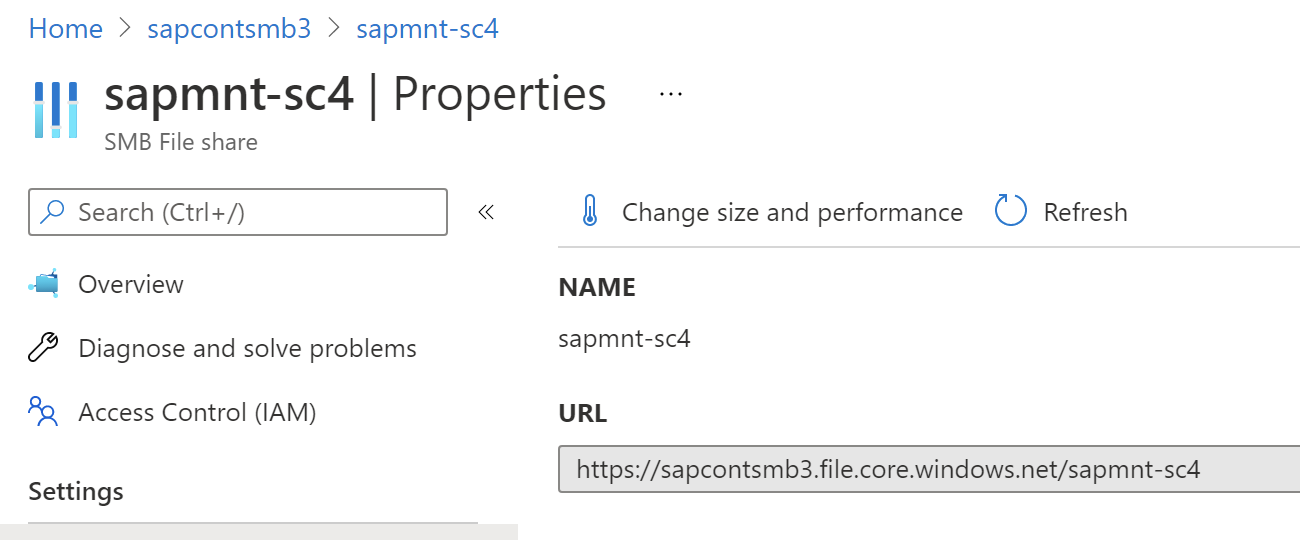 Home > sapcontsmb3 > sapmnt-sc4
sapmnt-sc4 | Properties ...
SMB File share
Search (Ctrl+/) «
Overview
Diagnose and solve problems
Access Control (IAM)
Settings
Change size and performance Refresh
NAME
sapmnt-sc4
URL
https://sapcontsmb3.file.core.windows.net/sapmnt-sc4